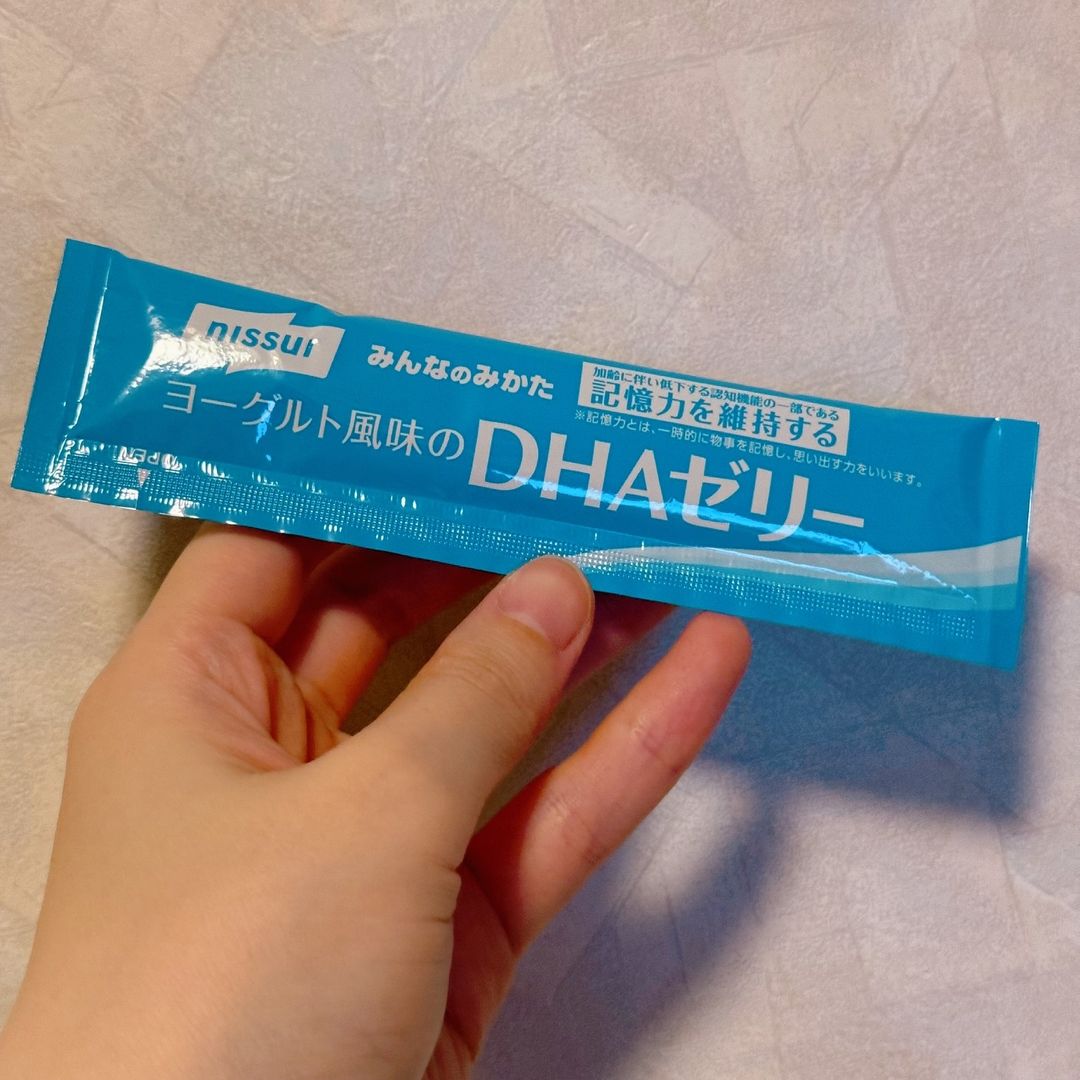 nissui
みんなのみかた
加齢に伴い低下する認知機能の一部である
記憶力を維持する
※記憶力とは、一時的に物事を記憶し、思い出す力をいいます。
ヨーグルト風味の
DHAゼリー
OPEN